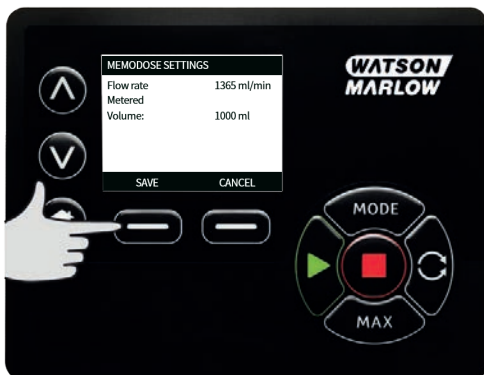 MEMODOSE SETTINGS
Flow rate 1365 ml/min
Metered
Volume: 1000 ml
SAVE CANCEL
WATSON
MARLOW
MODE
MAX